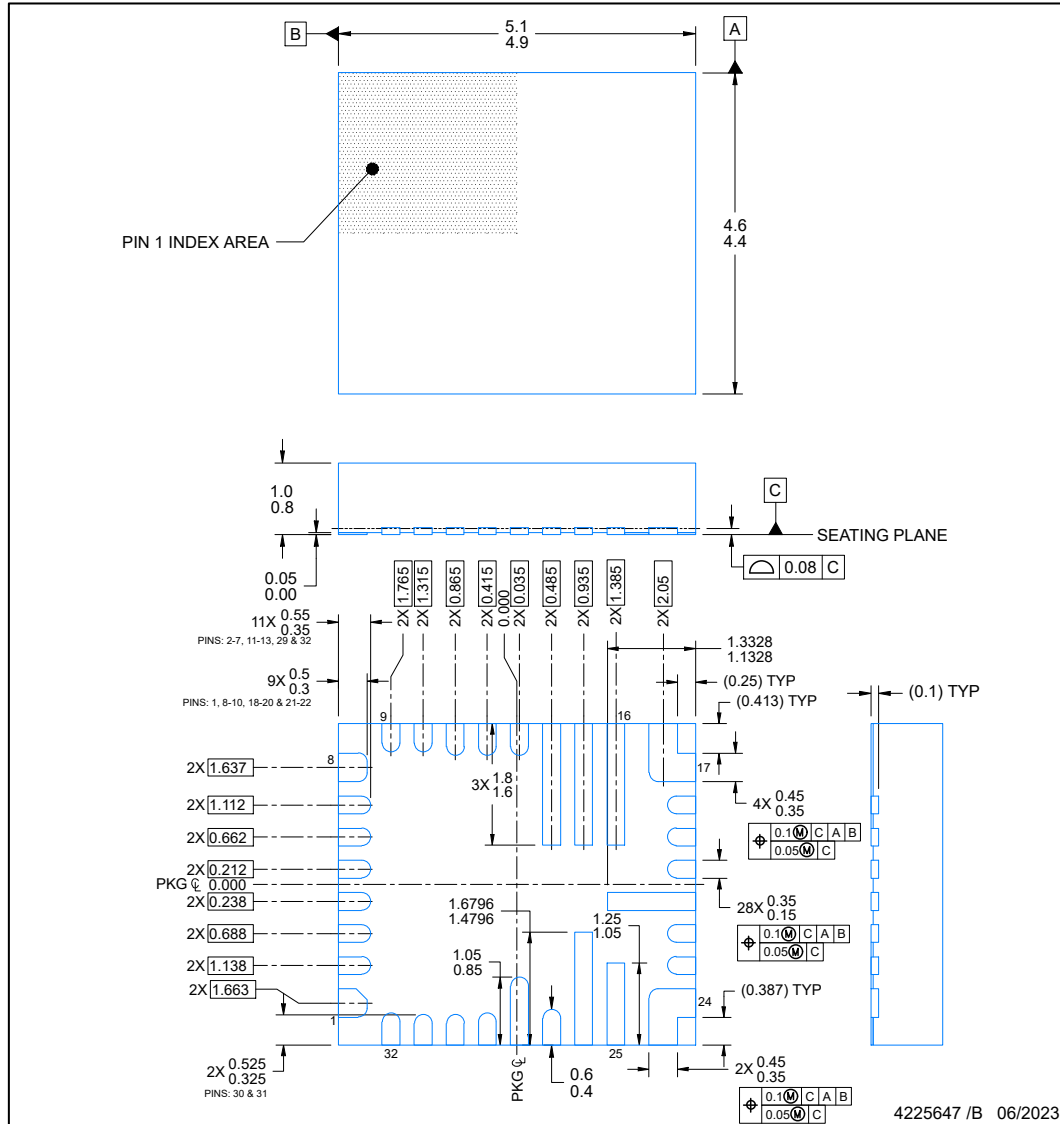 B
5.1
4.9
A
PIN 1 INDEX AREA
4.6
4.4
1.0
0.8
C
SEATING PLANE
0.08 C
0.05
0.00
2X 1.765
2X 1.315
2X 0.865
2X 0.415
0.000
2X 0.035
2X 0.485
2X 0.935
2X 1.385
2X 2.05
11X 0.55
0.35
PINS: 2-7, 11-13, 29 & 32
1.3328
1.1328
9X 0.5
0.3
PINS: 1, 8-10, 18-20 & 21-22
(0.25) TYP
(0.413) TYP
(0.1) TYP
9
16
8
17
2X 1.637
3X 1.8
1.6
4X 0.45
0.35
2X 1.112
0.1 M C A B
0.05 M C
2X 0.662
2X 0.212
PKG ℄ 0.000
2X 0.238
28X 0.35
0.15
1.6796
1.4796
1.25
1.05
0.1 M C A B
0.05 M C
2X 0.688
2X 1.138
1.05
0.85
2X 1.663
(0.387) TYP
24
1
32
25
2X 0.525
0.325
PINS: 30 & 31
PKG ℄
0.6
0.4
2X 0.45
0.35
0.1 M C A B
0.05 M C
4225647 /B 06/2023